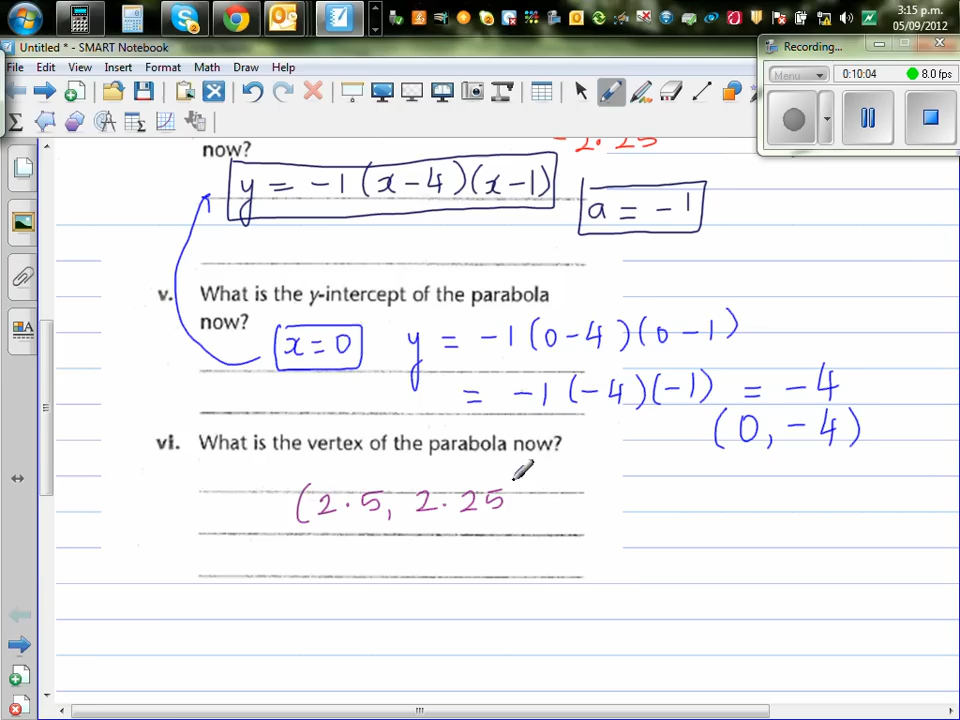 3:15 p.m.
05/09/2012
Untitled * - SMART Notebook
Recording...
File Edit View Insert Format Math Draw Help
Menu
0:10:04
8.0 fps
- 2.25
now?
y = -1(x-4)(x-1)
a = -1
v. What is the y-intercept of the parabola
now?
x=0
y = -1(0-4)(0-1)
= -1(-4)(-1) = -4
(0, -4)
vi. What is the vertex of the parabola now?
(2.5, 2.25